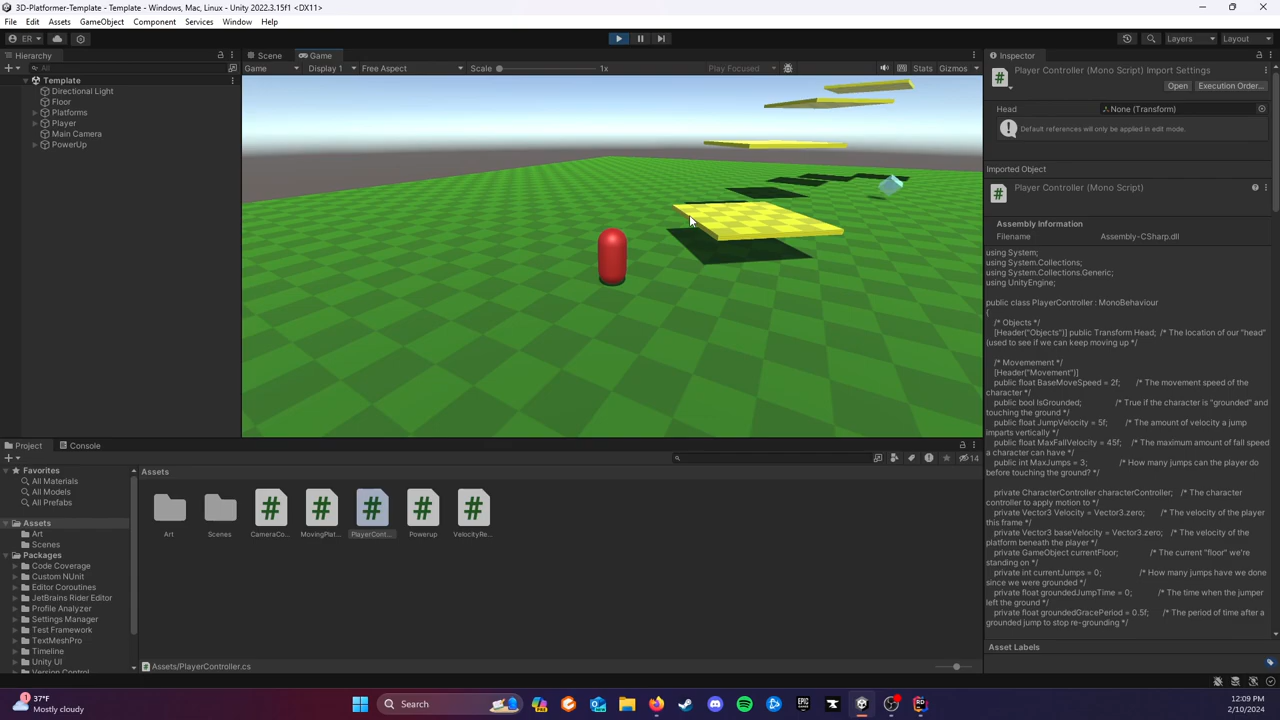 3D-Platformer-Template - Template - Windows, Mac, Linux - Unity 2022.3.15f1 <DX11>
File Edit Assets GameObject Component Services Window Help
ER Layers Layout
Hierarchy
All
Template
Directional Light
Floor
Platforms
Player
Main Camera
PowerUp
Scene Game
Game Display 1 Free Aspect Scale 1x Play Focused Stats Gizmos
Inspector
Player Controller (Mono Script) Import Settings
Open Execution Order...
Head None (Transform)
Default references will only be applied in edit mode.
Imported Object
Player Controller (Mono Script)
Assembly Information
Filename Assembly-CSharp.dll
using System;
using System.Collections;
using System.Collections.Generic;
using UnityEngine;
public class PlayerController : MonoBehaviour
{
/* Objects */
[Header("Objects")] public Transform Head; /* The location of our "head"
(used to see if we can keep moving up */
/* Movemement */
[Header("Movement")]
public float BaseMoveSpeed = 2f; /* The movement speed of the
character */
public bool IsGrounded; /* True if the character is "grounded" and
touching the ground */
public float JumpVelocity = 5f; /* The amount of velocity a jump
imparts vertically */
public float MaxFallVelocity = 45f; /* The maximum amount of fall speed
a character can have */
public int MaxJumps = 3; /* How many jumps can the player do
before touching the ground? */
private CharacterController characterController; /* The character
controller to apply motion to */
private Vector3 Velocity = Vector3.zero; /* The velocity of the player
this frame */
private Vector3 baseVelocity = Vector3.zero; /* The velocity of the
platform beneath the player */
private GameObject currentFloor; /* The current "floor" we're
standing on */
private int currentJumps = 0; /* How many jumps have we done
since we were grounded */
private float groundedJumpTime = 0; /* The time when the jumper
left the ground */
private float groundedGracePeriod = 0.5f; /* The period of time after a
grounded jump to stop re-grounding */
Asset Labels
Project Console
14
Favorites
All Materials
All Models
All Prefabs
Assets
Art
Scenes
Packages
Code Coverage
Custom NUnit
Editor Coroutines
JetBrains Rider Editor
Profile Analyzer
Settings Manager
Test Framework
TextMeshPro
Timeline
Unity UI
Version Control
Assets
Art Scenes CameraCo... MovingPlat... PlayerCont... Powerup VelocityRe...
Assets/PlayerController.cs
37°F
Mostly cloudy
Search
12:09 PM
2/10/2024